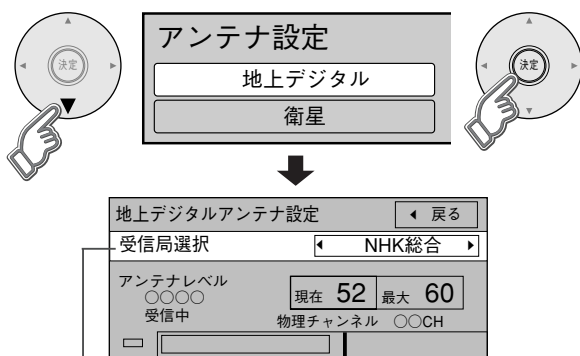 決定
アンテナ設定
地上デジタル
衛星
決定
地上デジタルアンテナ設定
戻る
受信局選択
NHK総合
アンテナレベル
○○○○
受信中
現在 52 最大 60
物理チャンネル ○○CH